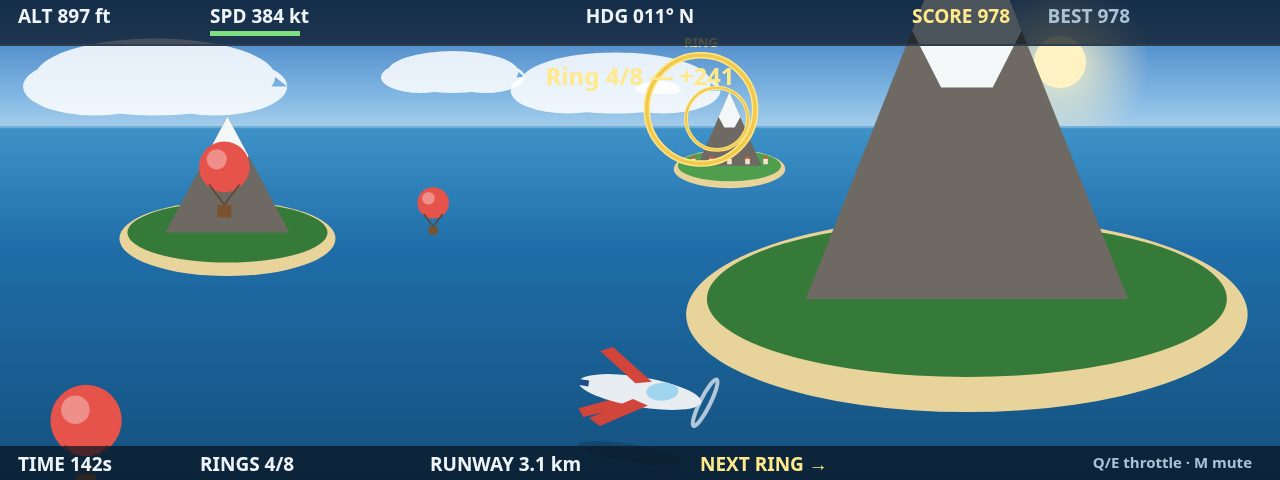 ALT 897 ft
SPD 384 kt
HDG 011° N
SCORE 978
BEST 978
RING
Ring 4/8 — +241
TIME 142s
RINGS 4/8
RUNWAY 3.1 km
NEXT RING →
Q/E throttle · M mute